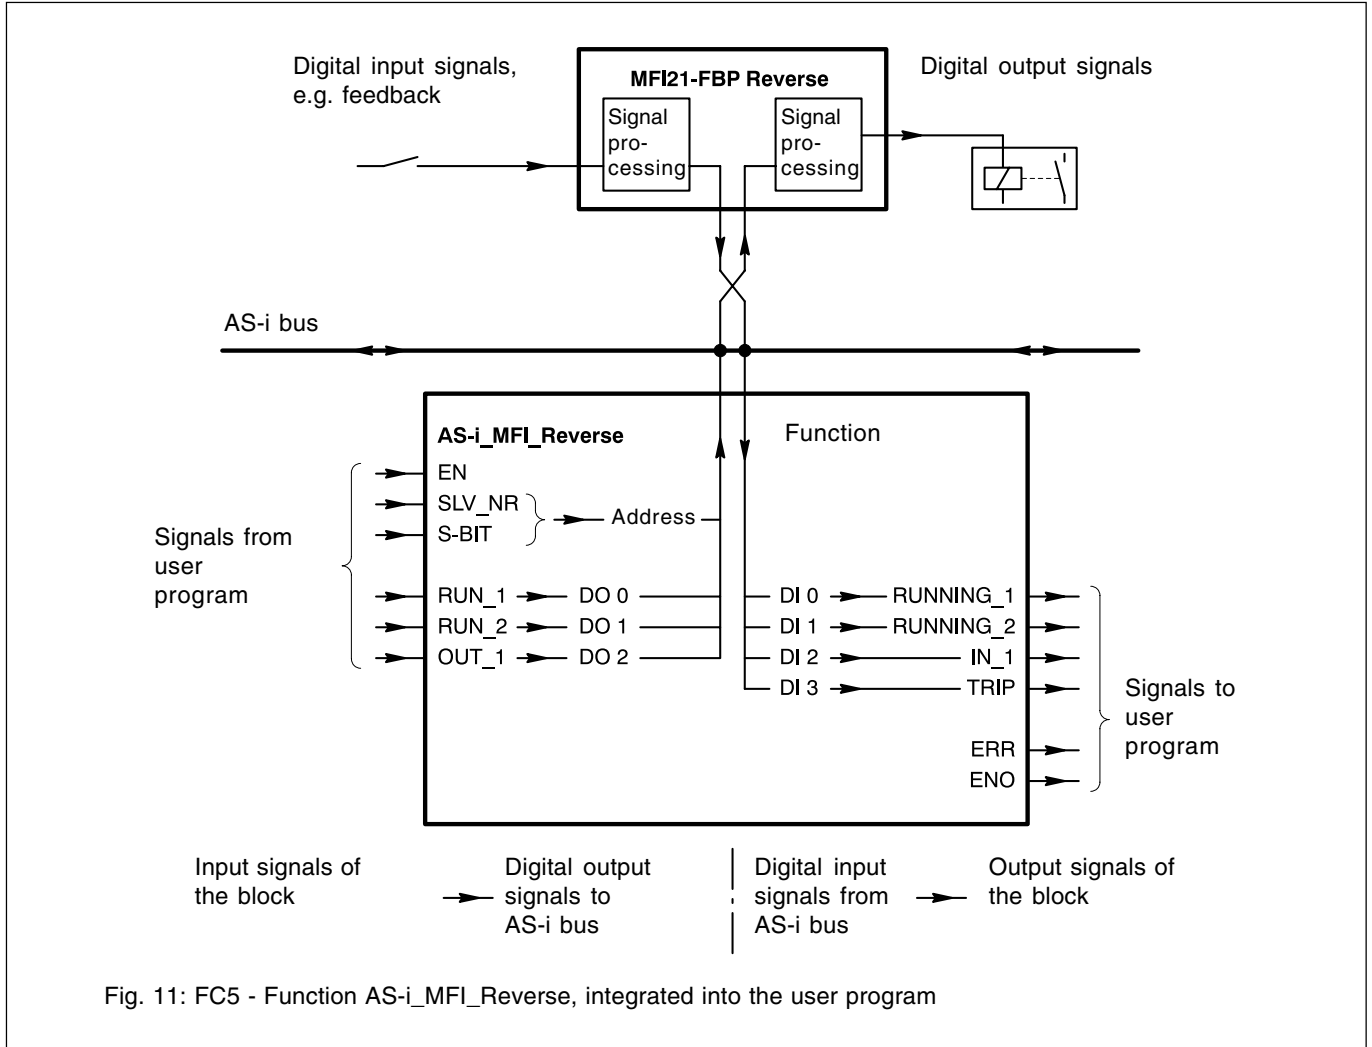 Digital input signals,
e.g. feedback
MFI21-FBP Reverse
Digital output signals
Signal
pro-
cessing
Signal
pro-
cessing
AS-i bus
AS-i_MFI_Reverse
Function
EN
SLV_NR
S-BIT
Address
Signals from
user
program
RUN_1
DO 0
DI 0
RUNNING_1
RUN_2
DO 1
DI 1
RUNNING_2
OUT_1
DO 2
DI 2
IN_1
DI 3
TRIP
ERR
ENO
Signals to
user
program
Input signals of
the block
Digital output
signals to
AS-i bus
Digital input
signals from
AS-i bus
Output signals of
the block
Fig. 11: FC5 - Function AS-i_MFI_Reverse, integrated into the user program